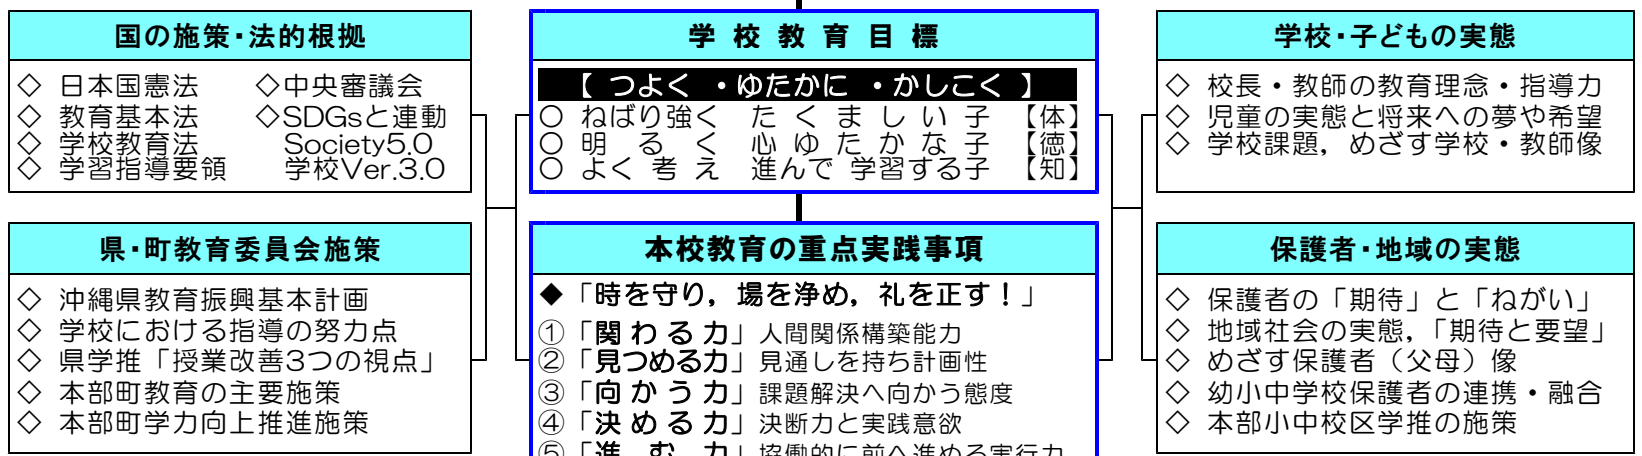 国の施策・法的根拠
◇ 日本国憲法 ◇中央審議会
◇ 教育基本法 ◇SDGsと連動
◇ 学校教育法 Society5.0
◇ 学習指導要領 学校Ver.3.0
県・町教育委員会施策
◇ 沖縄県教育振興基本計画
◇ 学校における指導の努力点
◇ 県学推「授業改善3つの視点」
◇ 本部町教育の主要施策
◇ 本部町学力向上推進施策
学校教育目標
【 つよく ・ゆたかに ・かしこく 】
○ ねばり強く たくましい子 【体】
○ 明るく 心ゆたかな子 【徳】
○ よく考え 進んで学習する子 【知】
本校教育の重点実践事項
◆「時を守り，場を浄め，礼を正す！」
①「関わる力」人間関係構築能力
②「見つめる力」見通しを持ち計画性
③「向かう力」課題解決へ向かう態度
④「決める力」決断力と実践意欲
⑤「進む力」協働的に前へ進める実行力
学校・子どもの実態
◇ 校長・教師の教育理念・指導力
◇ 児童の実態と将来への夢や希望
◇ 学校課題，めざす学校・教師像
保護者・地域の実態
◇ 保護者の「期待」と「ねがい」
◇ 地域社会の実態，「期待と要望」
◇ めざす保護者（父母）像
◇ 幼小中学校保護者の連携・融合
◇ 本部小中校区学推の施策